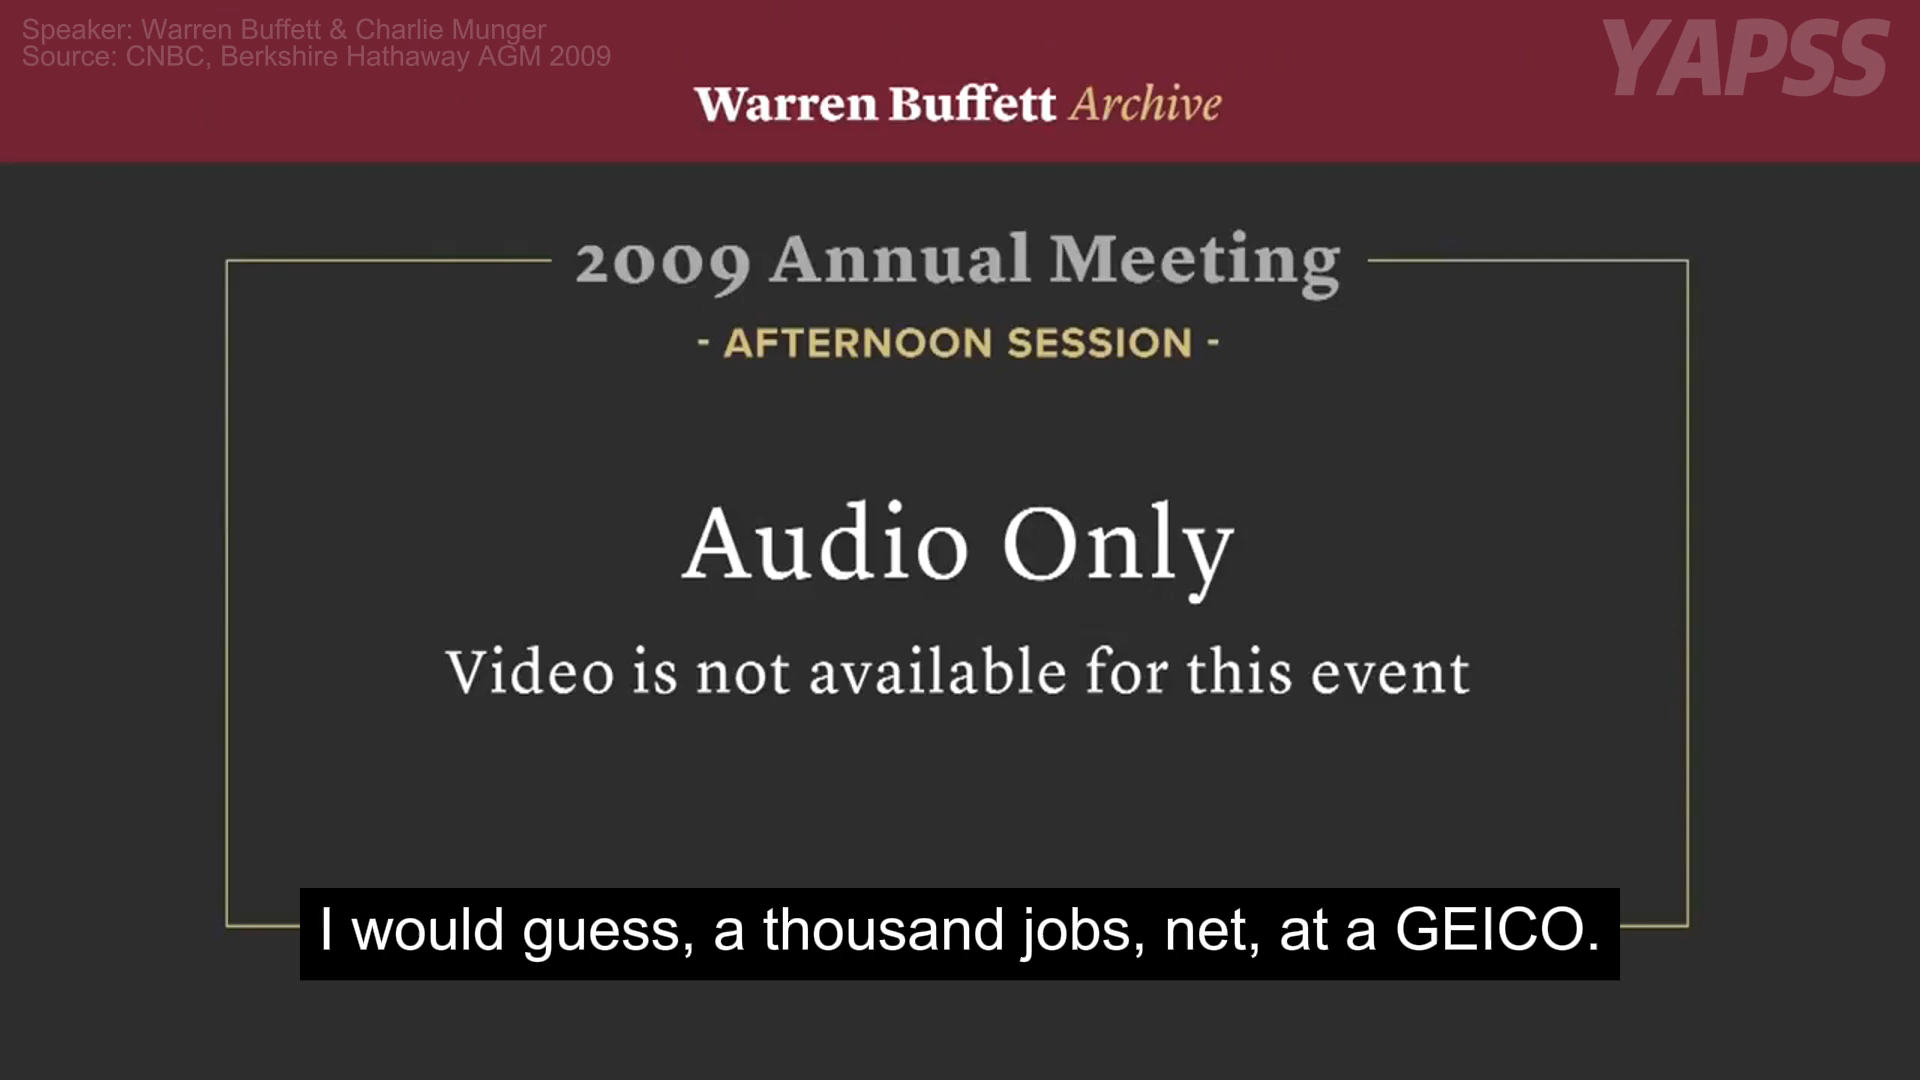 Speaker: Warren Buffett & Charlie Munger
Source: CNBC, Berkshire Hathaway AGM 2009
YAPSS
Warren Buffett Archive
2009 Annual Meeting
- AFTERNOON SESSION -
Audio Only
Video is not available for this event
I would guess, a thousand jobs, net, at a GEICO.